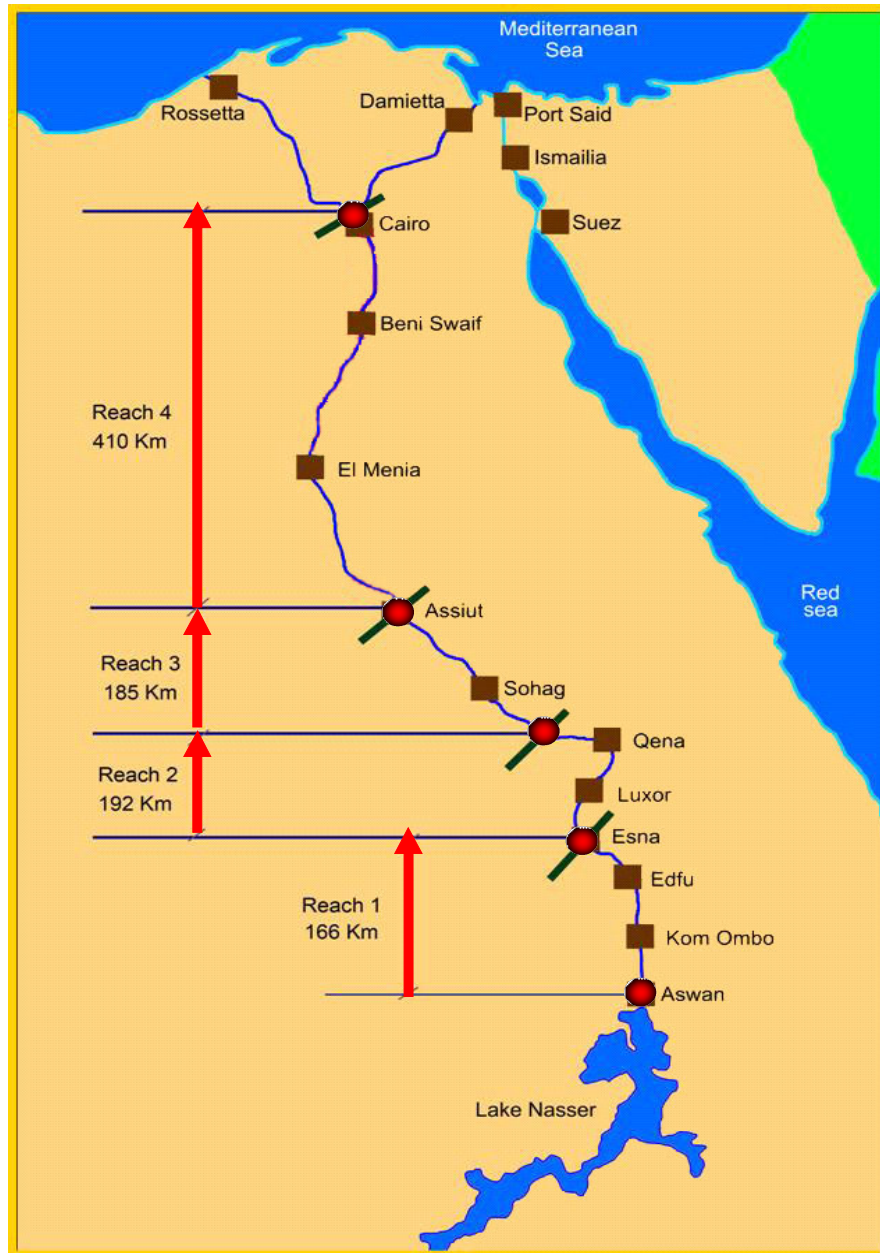 Mediterranean
Sea
Rossetta
Damietta
Port Said
Ismailia
Cairo
Suez
Beni Swaif
Reach 4
410 Km
El Menia
Assiut
Red
sea
Reach 3
185 Km
Sohag
Qena
Reach 2
192 Km
Luxor
Esna
Edfu
Reach 1
166 Km
Kom Ombo
Aswan
Lake Nasser